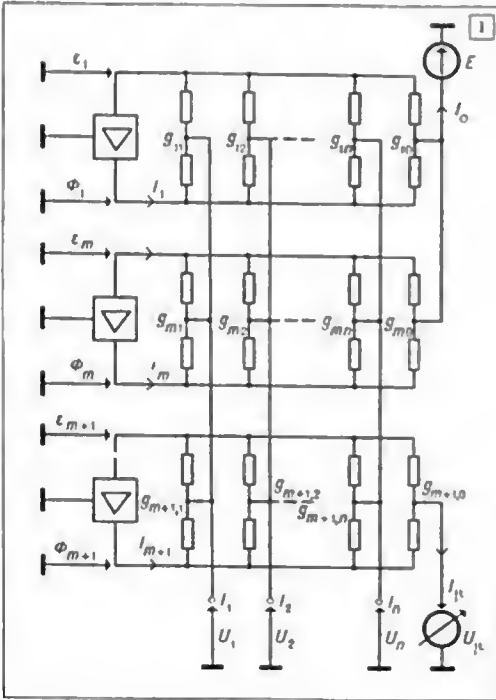 1
ε₁
E
I₀
g₁₁ g₁₂ g₁ₙ g₁₀
Φ₁ I₁
εₘ
gₘ₁ gₘ₂ gₘₙ gₘ₀
Φₘ Iₘ
εₘ₊₁
gₘ₊₁,₁ gₘ₊₁,₂ gₘ₊₁,ₙ gₘ₊₁,₀
Φₘ₊₁ Iₘ₊₁
I₁ I₂ Iₙ I_μ
U₁ U₂ Uₙ U_μ